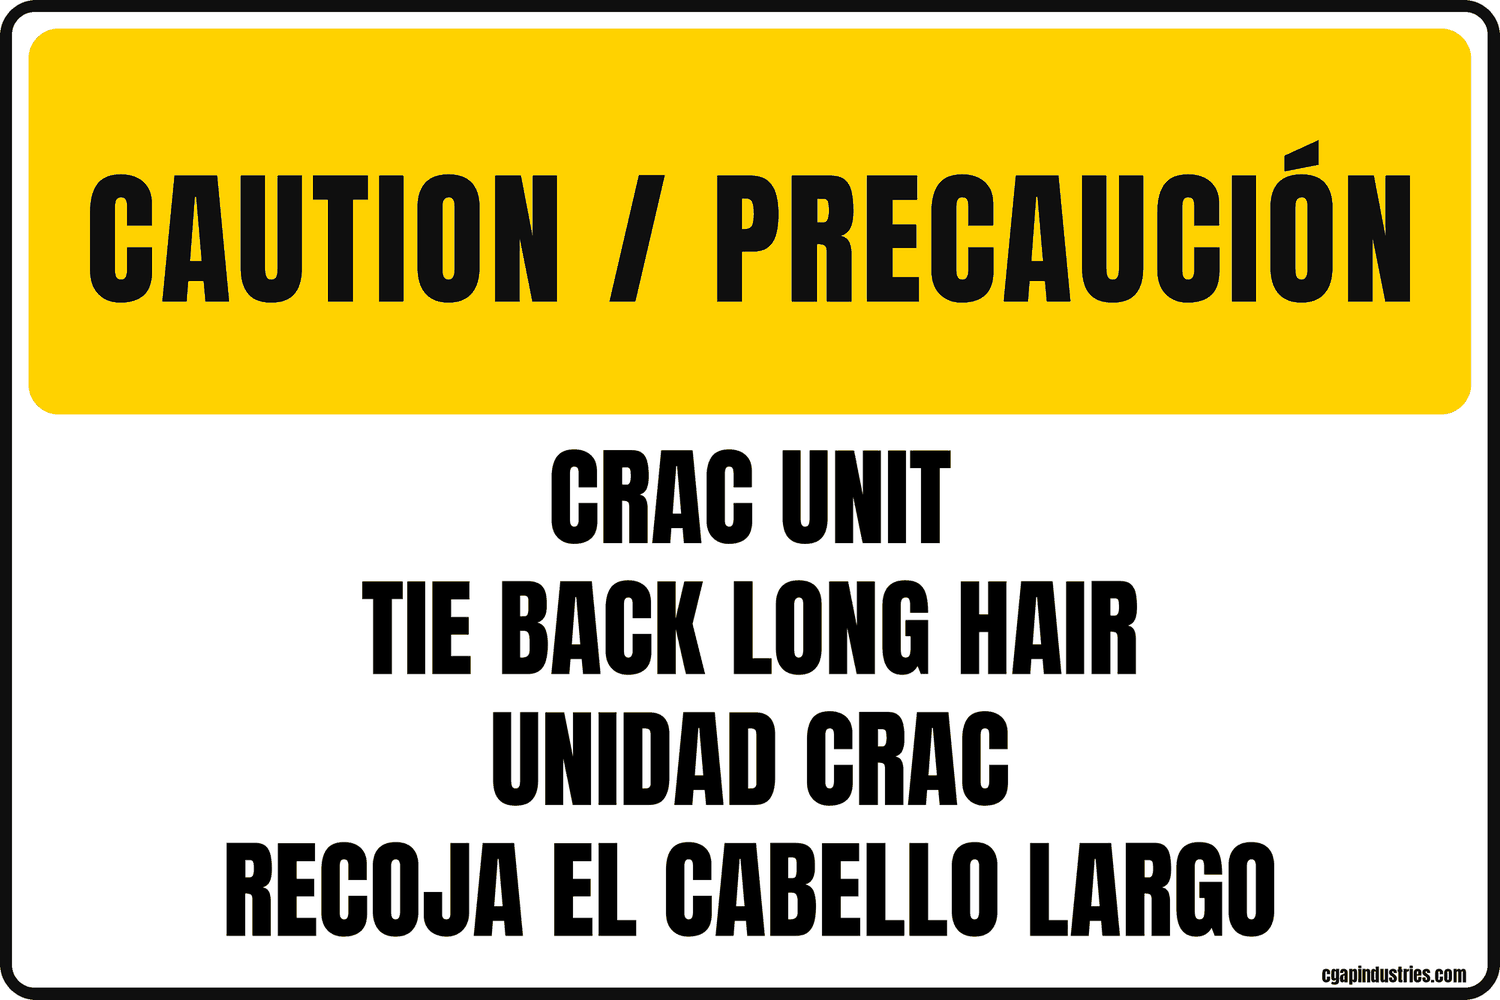 CAUTION / PRECAUCIÓN
CRAC UNIT
TIE BACK LONG HAIR
UNIDAD CRAC
RECOJA EL CABELLO LARGO
cgapindustries.com